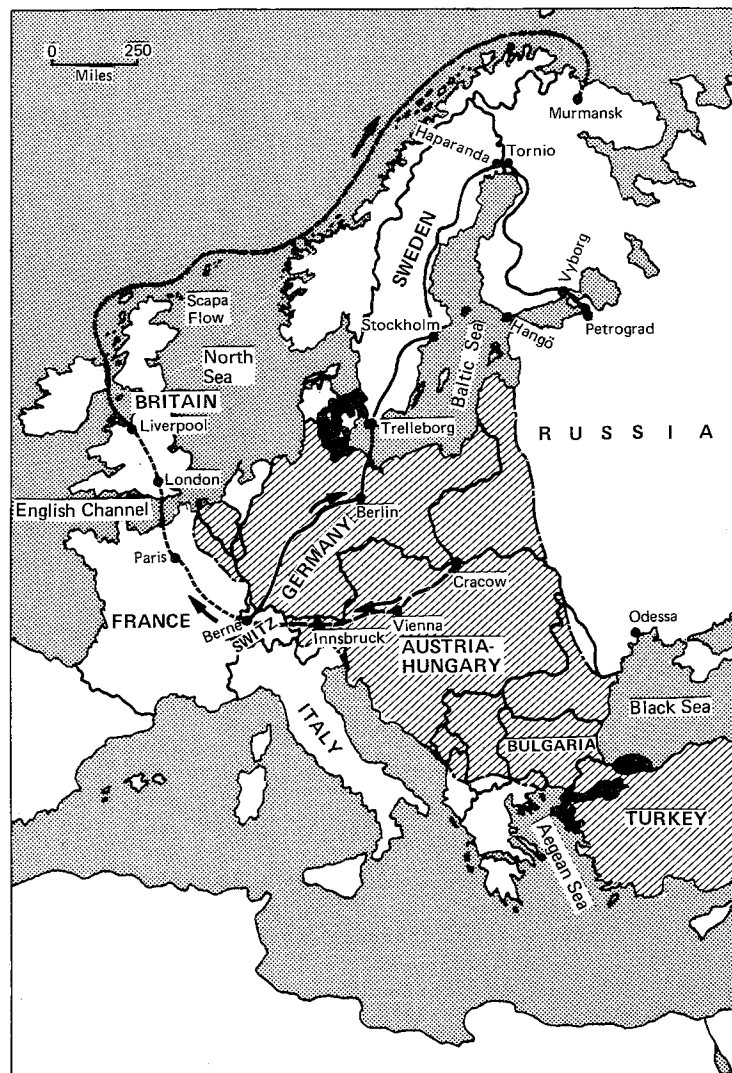 0 250
Miles
Murmansk
Haparanda
Tornio
SWEDEN
Vyborg
Scapa
Flow
Stockholm
Hangö
Petrograd
North
Sea
Baltic Sea
BRITAIN
Liverpool
Trelleborg
RUSSIA
London
English Channel
Berlin
GERMANY
Paris
Cracow
FRANCE
Berne
SWITZ.
Innsbruck
Vienna
Odessa
AUSTRIA-
HUNGARY
ITALY
Black Sea
BULGARIA
TURKEY
Aegean Sea